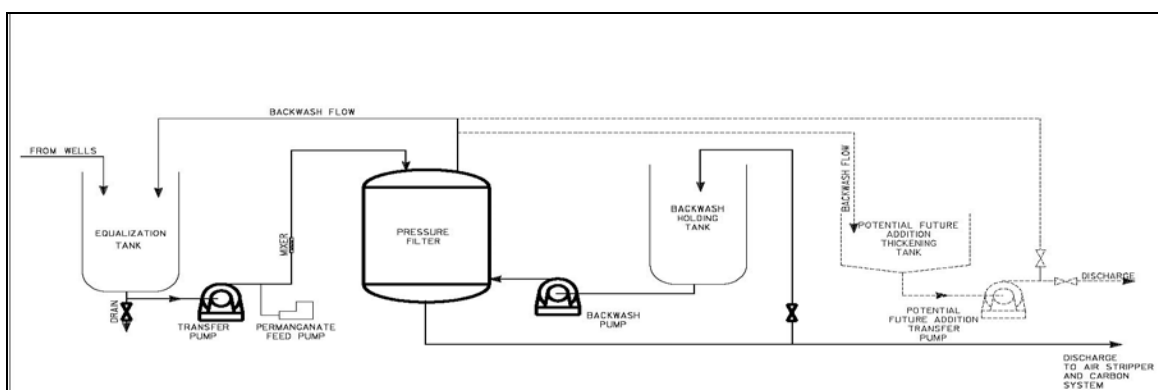 BACKWASH FLOW
FROM WELLS
EQUALIZATION
TANK
DRAIN
TRANSFER
PUMP
PERMANGANATE
FEED PUMP
MIXER
PRESSURE
FILTER
BACKWASH
PUMP
BACKWASH
HOLDING
TANK
BACKWASH FLOW
POTENTIAL FUTURE
ADDITION
THICKENING
TANK
POTENTIAL
FUTURE ADDITION
TRANSFER
PUMP
DISCHARGE
DISCHARGE
TO AIR STRIPPER
AND CARBON
SYSTEM